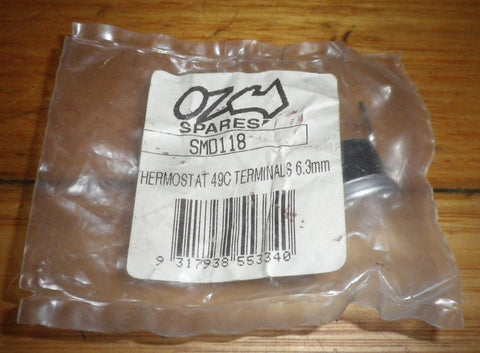 OZ
SPARES
SMD118
HERMOSTAT 49C TERMINALS 6.3mm
9 317938 553340